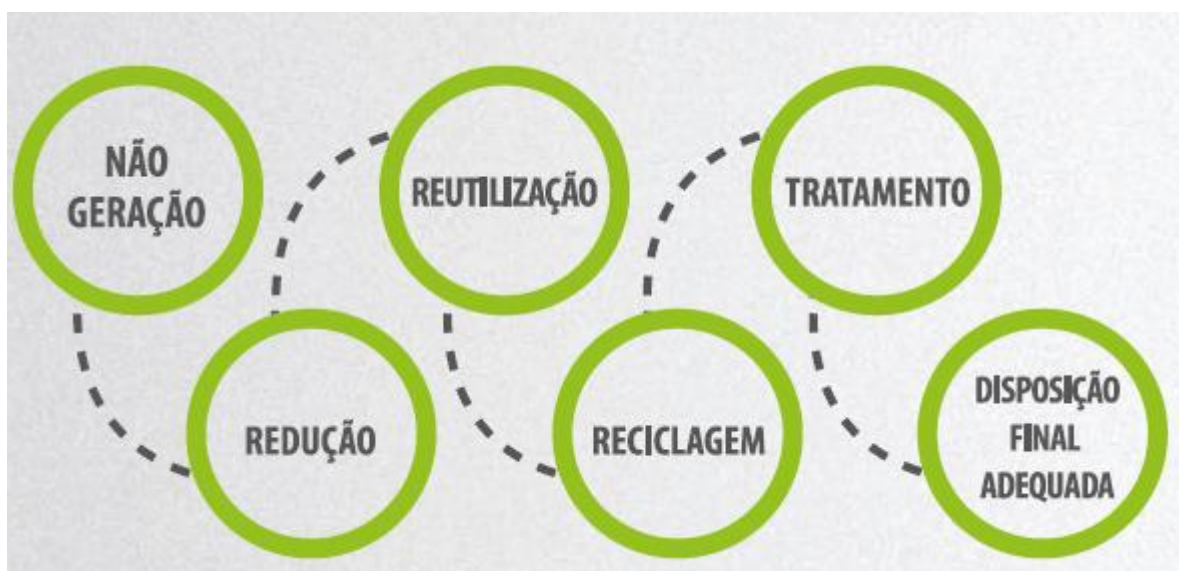 NÃO
GERAÇÃO
REDUÇÃO
REUTILIZAÇÃO
RECICLAGEM
TRATAMENTO
DISPOSIÇÃO
FINAL
ADEQUADA